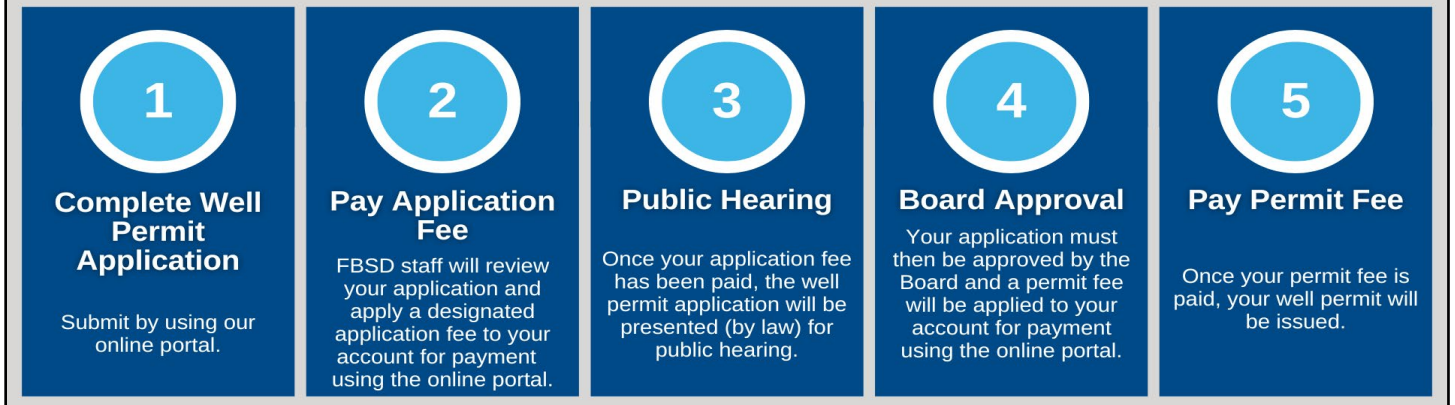 1
Complete Well
Permit
Application
Submit by using our
online portal.
2
Pay Application
Fee
FBSD staff will review
your application and
apply a designated
application fee to your
account for payment
using the online portal.
3
Public Hearing
Once your application fee
has been paid, the well
permit application will be
presented (by law) for
public hearing.
4
Board Approval
Your application must
then be approved by the
Board and a permit fee
will be applied to your
account for payment
using the online portal.
5
Pay Permit Fee
Once your permit fee is
paid, your well permit will
be issued.